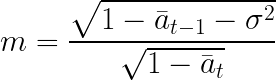 m = \frac{\sqrt{1 - \bar{a}_{t-1} - \sigma^2}}{\sqrt{1 - \bar{a}_t}}